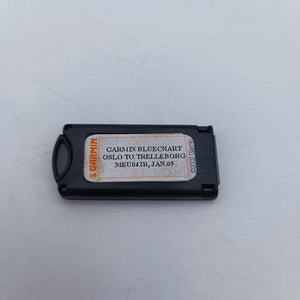 GARMIN
GARMIN BLUECHART
OSLO TO TRELLEBORG
MEU042R, JAN.05